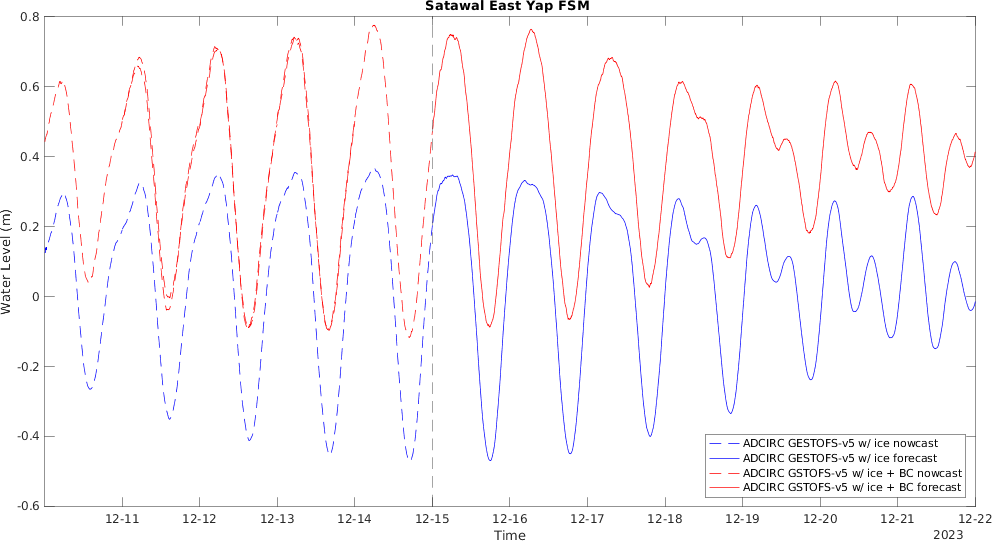 Satawal East Yap FSM
Water Level (m)
0.8
0.6
0.4
0.2
0
-0.2
-0.4
-0.6
12-11 12-12 12-13 12-14 12-15 12-16 12-17 12-18 12-19 12-20 12-21 12-22
Time
2023
ADCIRC GESTOFS-v5 w/ ice nowcast
ADCIRC GESTOFS-v5 w/ ice forecast
ADCIRC GSTOFS-v5 w/ ice + BC nowcast
ADCIRC GSTOFS-v5 w/ ice + BC forecast